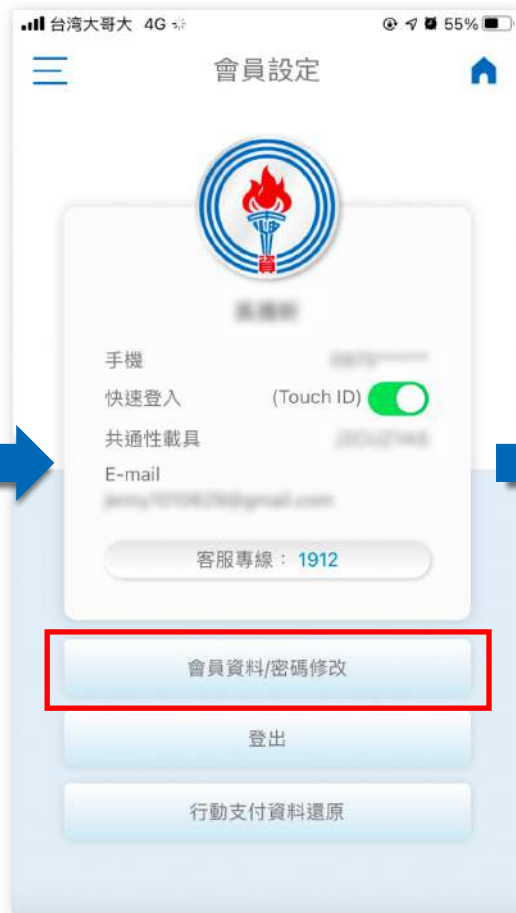 台湾大哥大 4G 55%
會員設定
資
手機
快速登入 (Touch ID)
共通性載具
E-mail
客服專線： 1912
會員資料/密碼修改
登出
行動支付資料還原